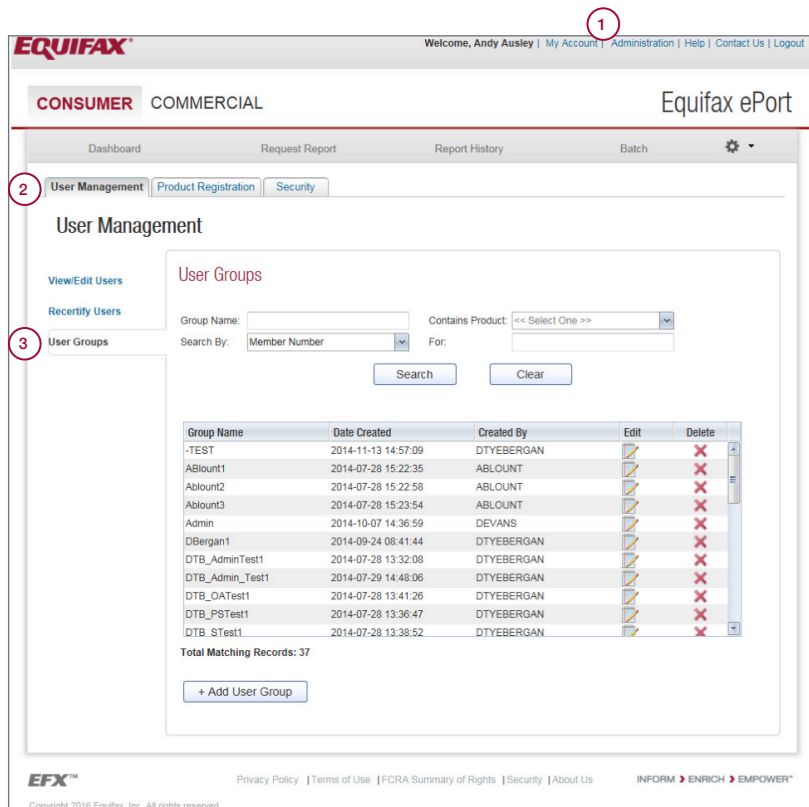 1
EQUIFAX®
Welcome, Andy Ausley | My Account | Administration | Help | Contact Us | Logout
CONSUMER COMMERCIAL
Equifax ePort
Dashboard Request Report Report History Batch
2
User Management Product Registration Security
User Management
View/Edit Users
Recertify Users
3
User Groups
User Groups
Group Name: Contains Product: << Select One >>
Search By: Member Number For:
Search Clear
Group Name Date Created Created By Edit Delete
-TEST 2014-11-13 14:57:09 DTYEBERGAN
ABlount1 2014-07-28 15:22:35 ABLOUNT
Ablount2 2014-07-28 15:22:58 ABLOUNT
Ablount3 2014-07-28 15:23:54 ABLOUNT
Admin 2014-10-07 14:36:59 DEVANS
DBergan1 2014-09-24 08:41:44 DTYEBERGAN
DTB_AdminTest1 2014-07-28 13:32:08 DTYEBERGAN
DTB_Admin_Test1 2014-07-29 14:48:06 DTYEBERGAN
DTB_OATest1 2014-07-28 13:41:26 DTYEBERGAN
DTB_PSTest1 2014-07-28 13:36:47 DTYEBERGAN
DTB_STest1 2014-07-28 13:38:52 DTYEBERGAN
Total Matching Records: 37
+ Add User Group
EFX™
Privacy Policy | Terms of Use | FCRA Summary of Rights | Security | About Us
INFORM > ENRICH > EMPOWER™
Copyright 2016 Equifax, Inc. All rights reserved